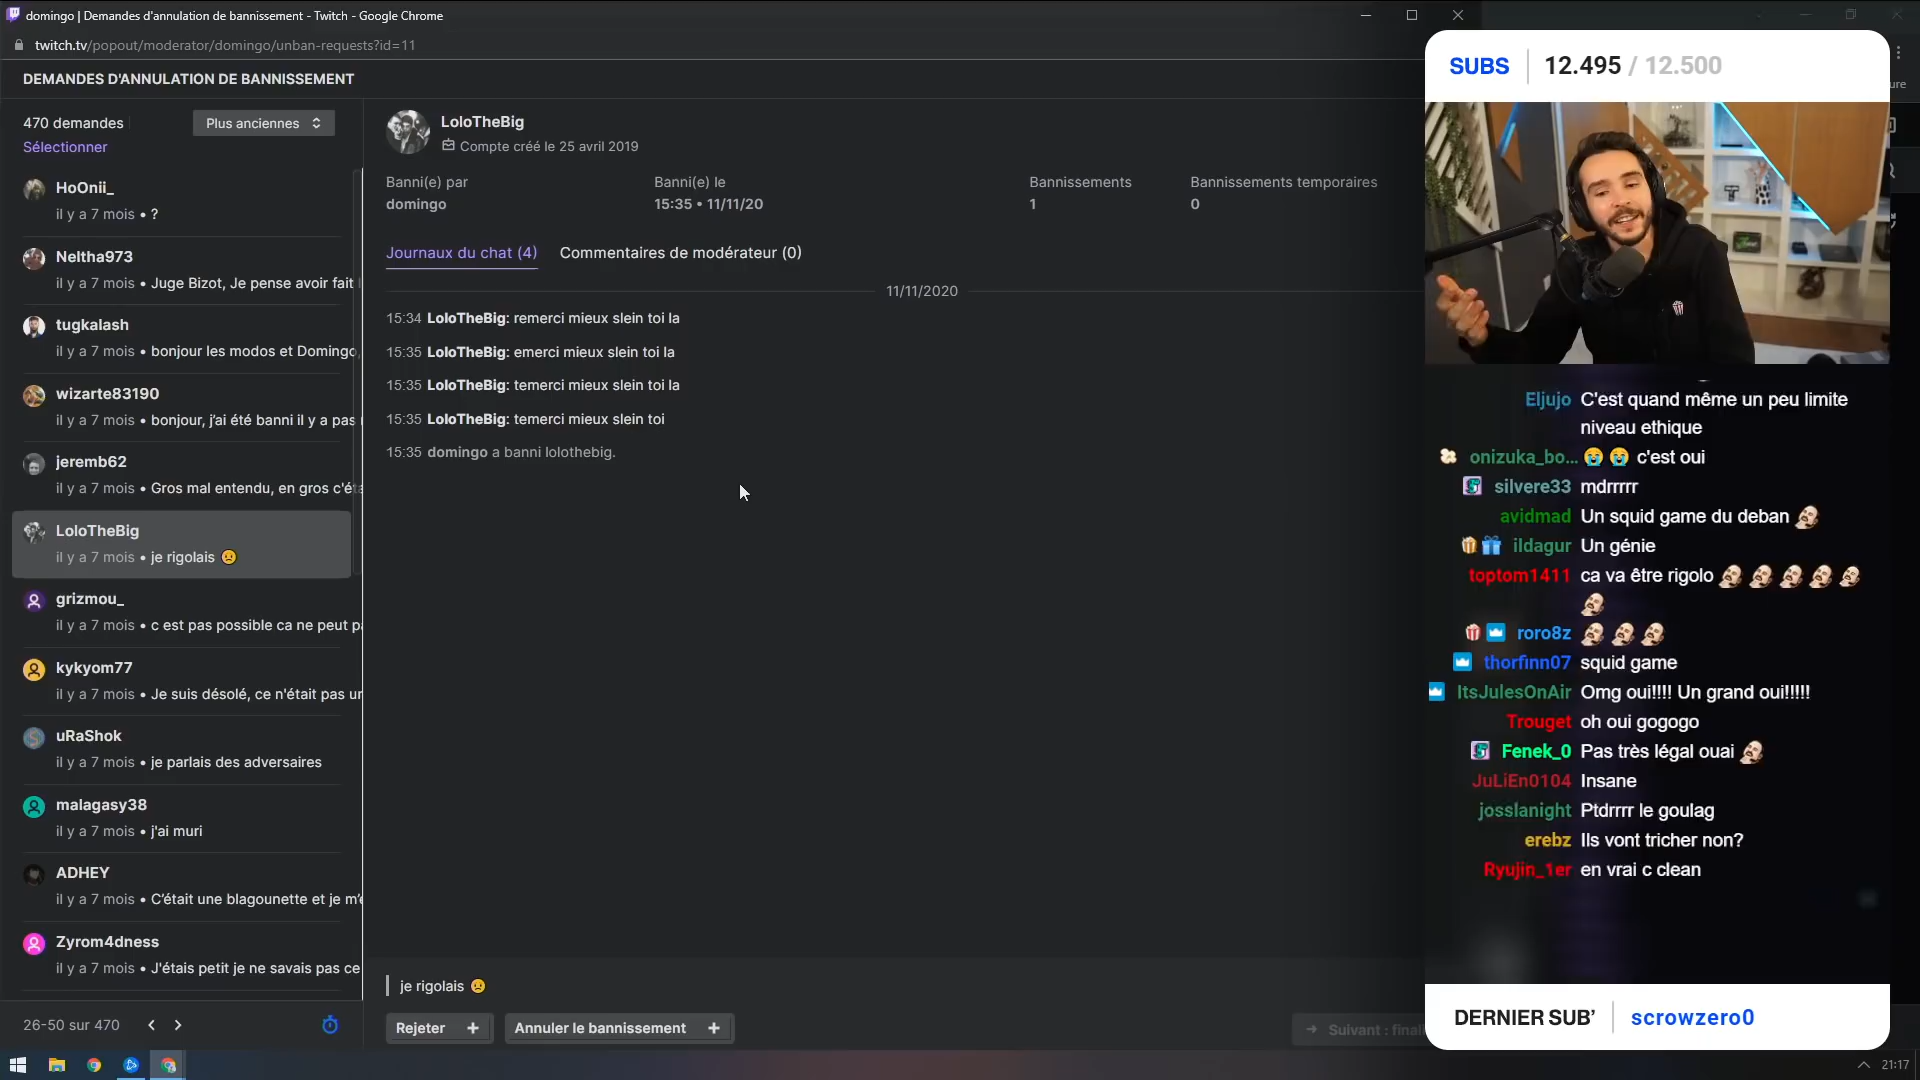 domingo | Demandes d'annulation de bannissement - Twitch - Google Chrome
twitch.tv/popout/moderator/domingo/unban-requests?id=11
DEMANDES D'ANNULATION DE BANNISSEMENT
470 demandes
Plus anciennes
Sélectionner
HoOnii_
il y a 7 mois • ?
Neltha973
il y a 7 mois • Juge Bizot, Je pense avoir fait
tugkalash
il y a 7 mois • bonjour les modos et Domingo,
wizarte83190
il y a 7 mois • bonjour, j'ai été banni il y a pas
jeremb62
il y a 7 mois • Gros mal entendu, en gros c'éta
LoloTheBig
il y a 7 mois • je rigolais 😟
grizmou_
il y a 7 mois • c est pas possible ca ne peut pa
kykyom77
il y a 7 mois • Je suis désolé, ce n'était pas un
uRaShok
il y a 7 mois • je parlais des adversaires
malagasy38
il y a 7 mois • j'ai muri
ADHEY
il y a 7 mois • C'était une blagounette et je m'e
Zyrom4dness
il y a 7 mois • J'étais petit je ne savais pas ce
26-50 sur 470
LoloTheBig
Compte créé le 25 avril 2019
Banni(e) par
domingo
Banni(e) le
15:35 • 11/11/20
Bannissements
1
Bannissements temporaires
0
Journaux du chat (4)
Commentaires de modérateur (0)
11/11/2020
15:34 LoloTheBig: remerci mieux slein toi la
15:35 LoloTheBig: emerci mieux slein toi la
15:35 LoloTheBig: temerci mieux slein toi la
15:35 LoloTheBig: temerci mieux slein toi
15:35 domingo a banni lolothebig.
je rigolais 😟
Rejeter +
Annuler le bannissement +
→ Suivant : final
SUBS 12.495 / 12.500
Eljujo C'est quand même un peu limite
niveau ethique
onizuka_bo... 😭 😭 c'est oui
silvere33 mdrrrrr
avidmad Un squid game du deban
ildagur Un génie
toptom1411 ca va être rigolo
roro8z
thorfinn07 squid game
ItsJulesOnAir Omg oui!!!! Un grand oui!!!!!
Trouget oh oui gogogo
Fenek_0 Pas très légal ouai
JuLiEn0104 Insane
josslanight Ptdrrrr le goulag
erebz Ils vont tricher non?
Ryujin_1er en vrai c clean
DERNIER SUB' scrowzero0
ure
21:17